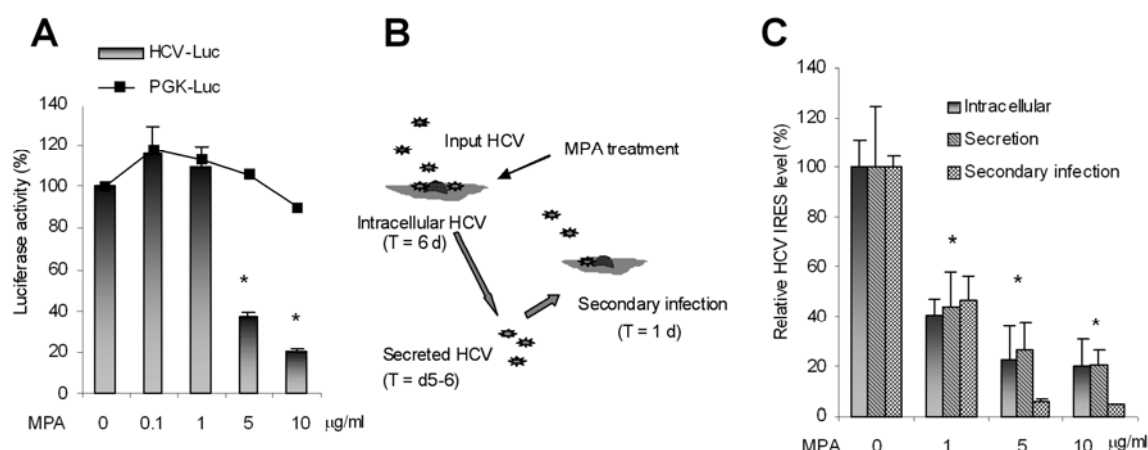 A
HCV-Luc
PGK-Luc
Luciferase activity (%)
140
120
100
80
60
40
20
0
* *
MPA 0 0.1 1 5 10 μg/ml
B
Input HCV
MPA treatment
Intracellular HCV
(T = 6 d)
Secondary infection
(T = 1 d)
Secreted HCV
(T = d5-6)
C
Intracellular
Secretion
Secondary infection
Relative HCV IRES level (%)
140
120
100
80
60
40
20
0
* * *
MPA 0 1 5 10 μg/ml